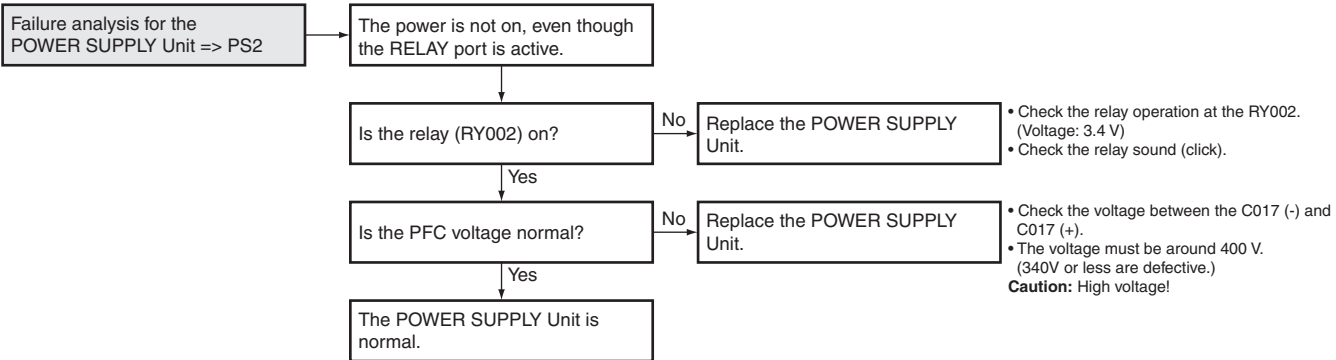 Failure analysis for the
POWER SUPPLY Unit => PS2
The power is not on, even though
the RELAY port is active.
Is the relay (RY002) on?
No
Replace the POWER SUPPLY
Unit.
• Check the relay operation at the RY002.
(Voltage: 3.4 V)
• Check the relay sound (click).
Yes
Is the PFC voltage normal?
No
Replace the POWER SUPPLY
Unit.
• Check the voltage between the C017 (-) and
C017 (+).
• The voltage must be around 400 V.
(340V or less are defective.)
Caution: High voltage!
Yes
The POWER SUPPLY Unit is
normal.